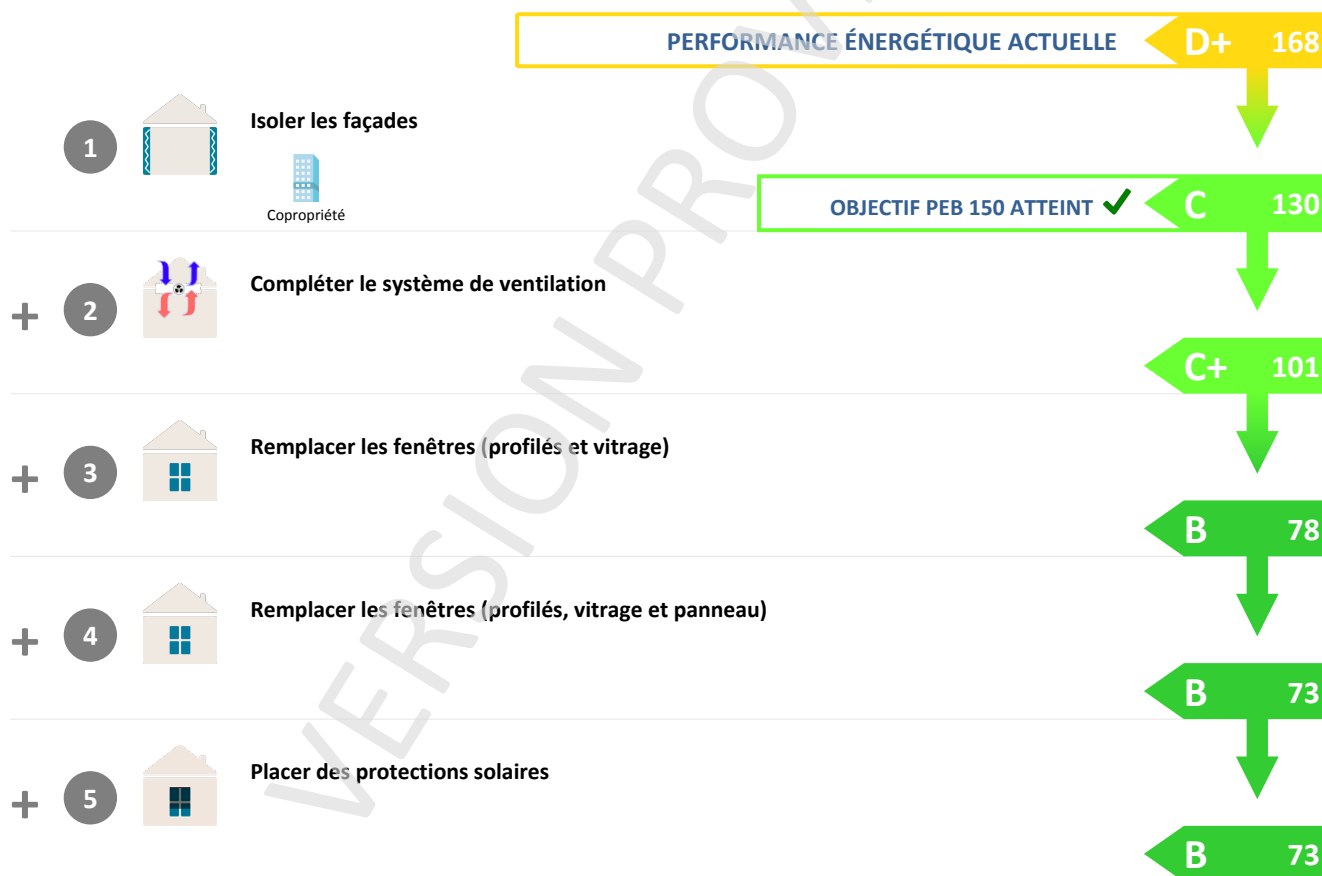 PERFORMANCE ÉNERGÉTIQUE ACTUELLE D+ 168
1 Isoler les façades
Copropriété
OBJECTIF PEB 150 ATTEINT ✓ C 130
+ 2 Compléter le système de ventilation
C+ 101
+ 3 Remplacer les fenêtres (profilés et vitrage)
B 78
+ 4 Remplacer les fenêtres (profilés, vitrage et panneau)
B 73
+ 5 Placer des protections solaires
B 73
VERSION PROV